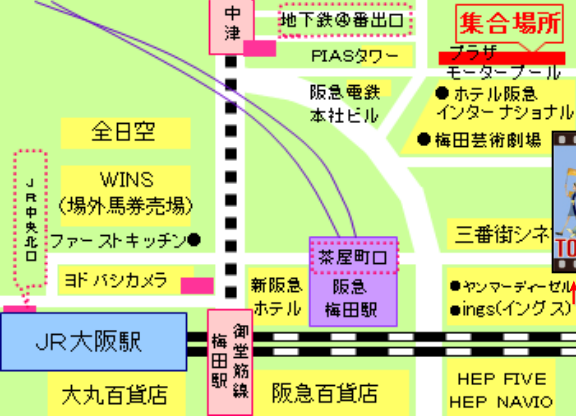 中津
地下鉄④番出口
集合場所
PIASタワー
プラザ
モータープール
阪急電鉄
本社ビル
●ホテル阪急
インターナショナル
●梅田芸術劇場
全日空
WINS
(場外馬券売場)
JR中央北口
ファーストキッチン●
三番街シネ
TO
茶屋町口
ヨドバシカメラ
新阪急
ホテル
阪急
梅田駅
●ヤンマーディーゼル
●ings(イングス)
JR大阪駅
御堂筋線
梅田駅
大丸百貨店
阪急百貨店
HEP FIVE
HEP NAVIO